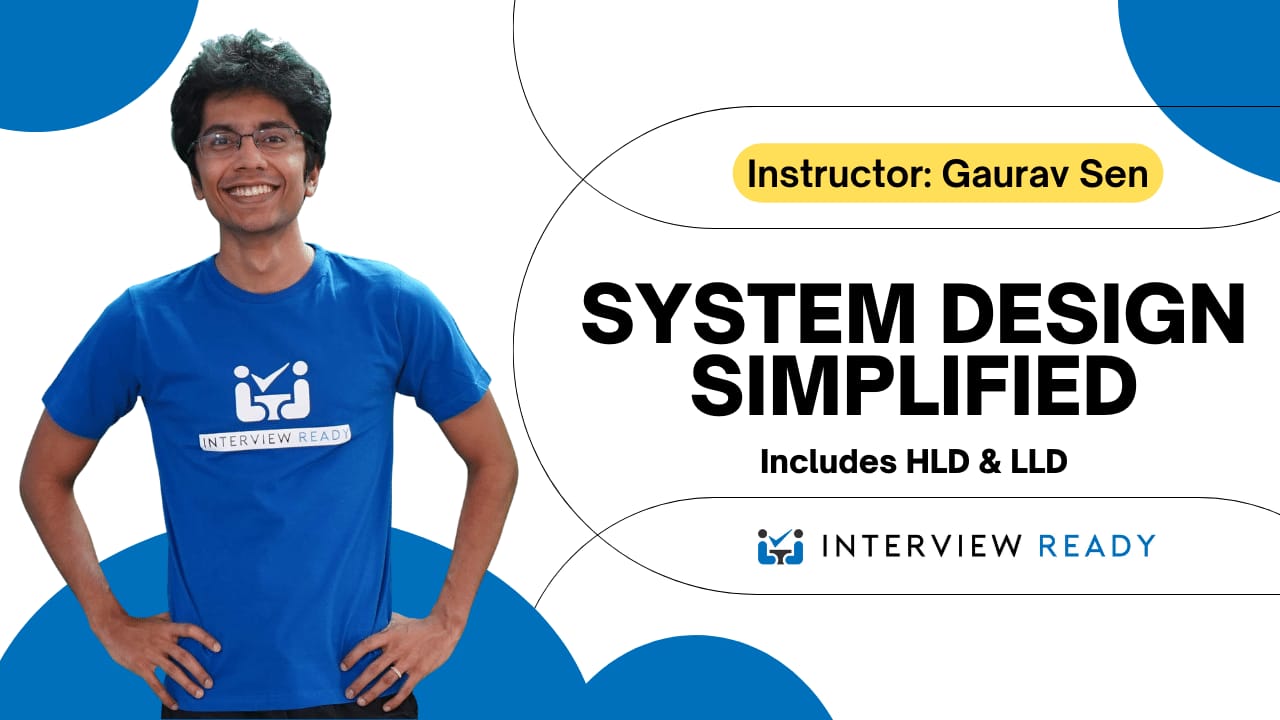 Instructor: Gaurav Sen
SYSTEM DESIGN
SIMPLIFIED
Includes HLD & LLD
INTERVIEW READY
INTERVIEW READY